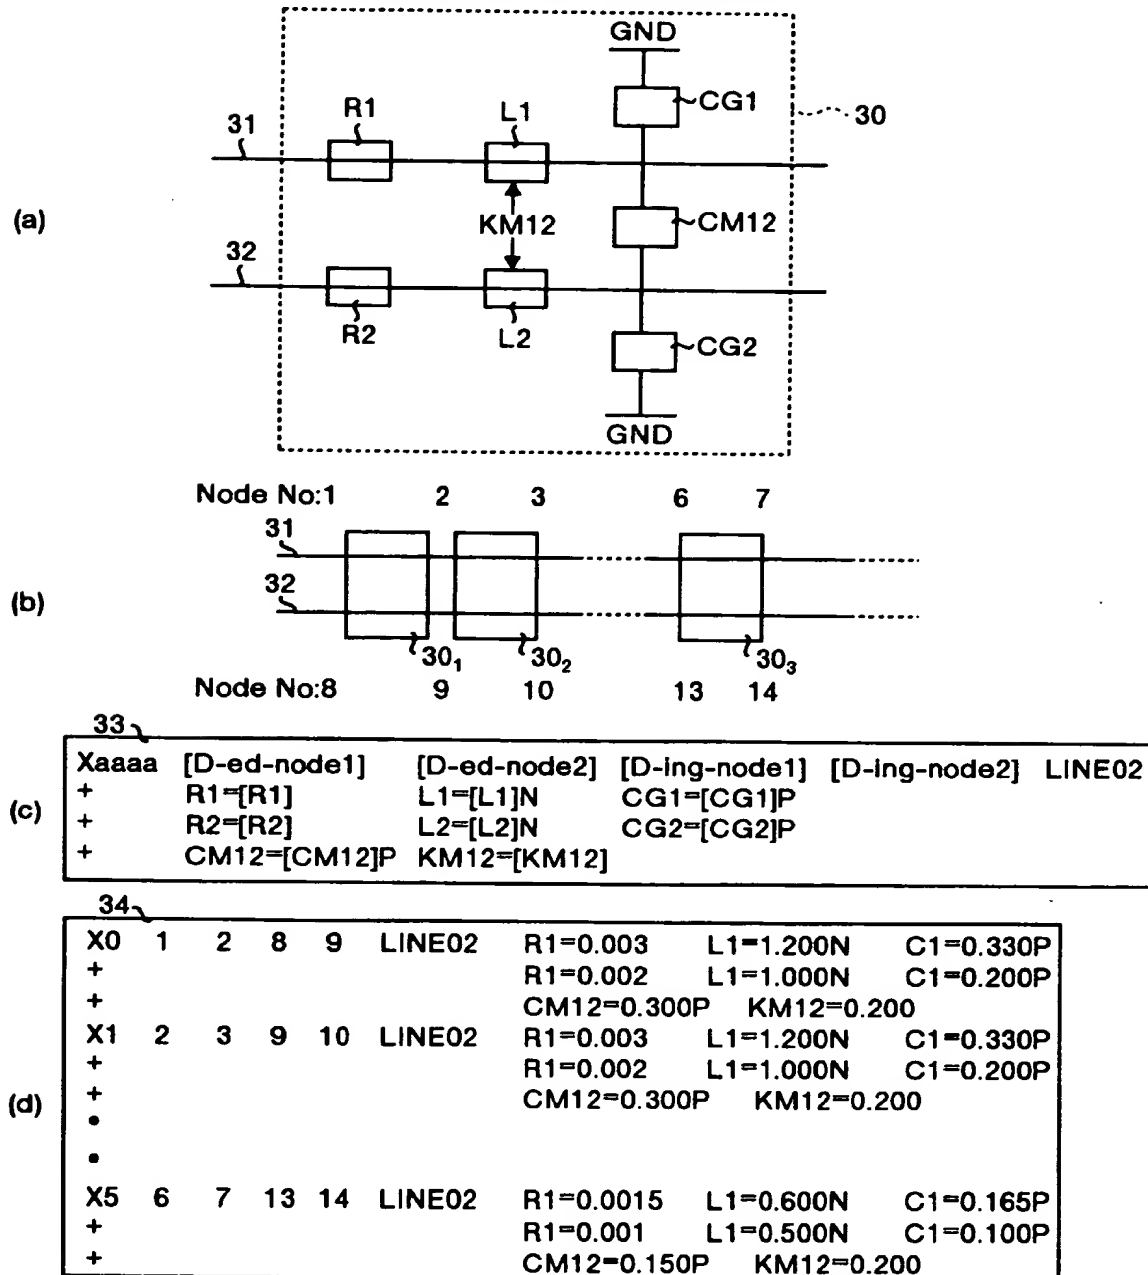 GND
CG1
30
R1
L1
31
(a)
KM12
CM12
32
R2
L2
CG2
GND
Node No:1 2 3 6 7
31
(b)
32
30₁ 30₂ 30₃
Node No:8 9 10 13 14
33
(c)
Xaaaa [D-ed-node1] [D-ed-node2] [D-ing-node1] [D-ing-node2] LINE02
+ R1=[R1] L1=[L1]N CG1=[CG1]P
+ R2=[R2] L2=[L2]N CG2=[CG2]P
+ CM12=[CM12]P KM12=[KM12]
34
(d)
X0 1 2 8 9 LINE02 R1=0.003 L1=1.200N C1=0.330P
+ R1=0.002 L1=1.000N C1=0.200P
+ CM12=0.300P KM12=0.200
X1 2 3 9 10 LINE02 R1=0.003 L1=1.200N C1=0.330P
+ R1=0.002 L1=1.000N C1=0.200P
+ CM12=0.300P KM12=0.200
•
•
X5 6 7 13 14 LINE02 R1=0.0015 L1=0.600N C1=0.165P
+ R1=0.001 L1=0.500N C1=0.100P
+ CM12=0.150P KM12=0.200